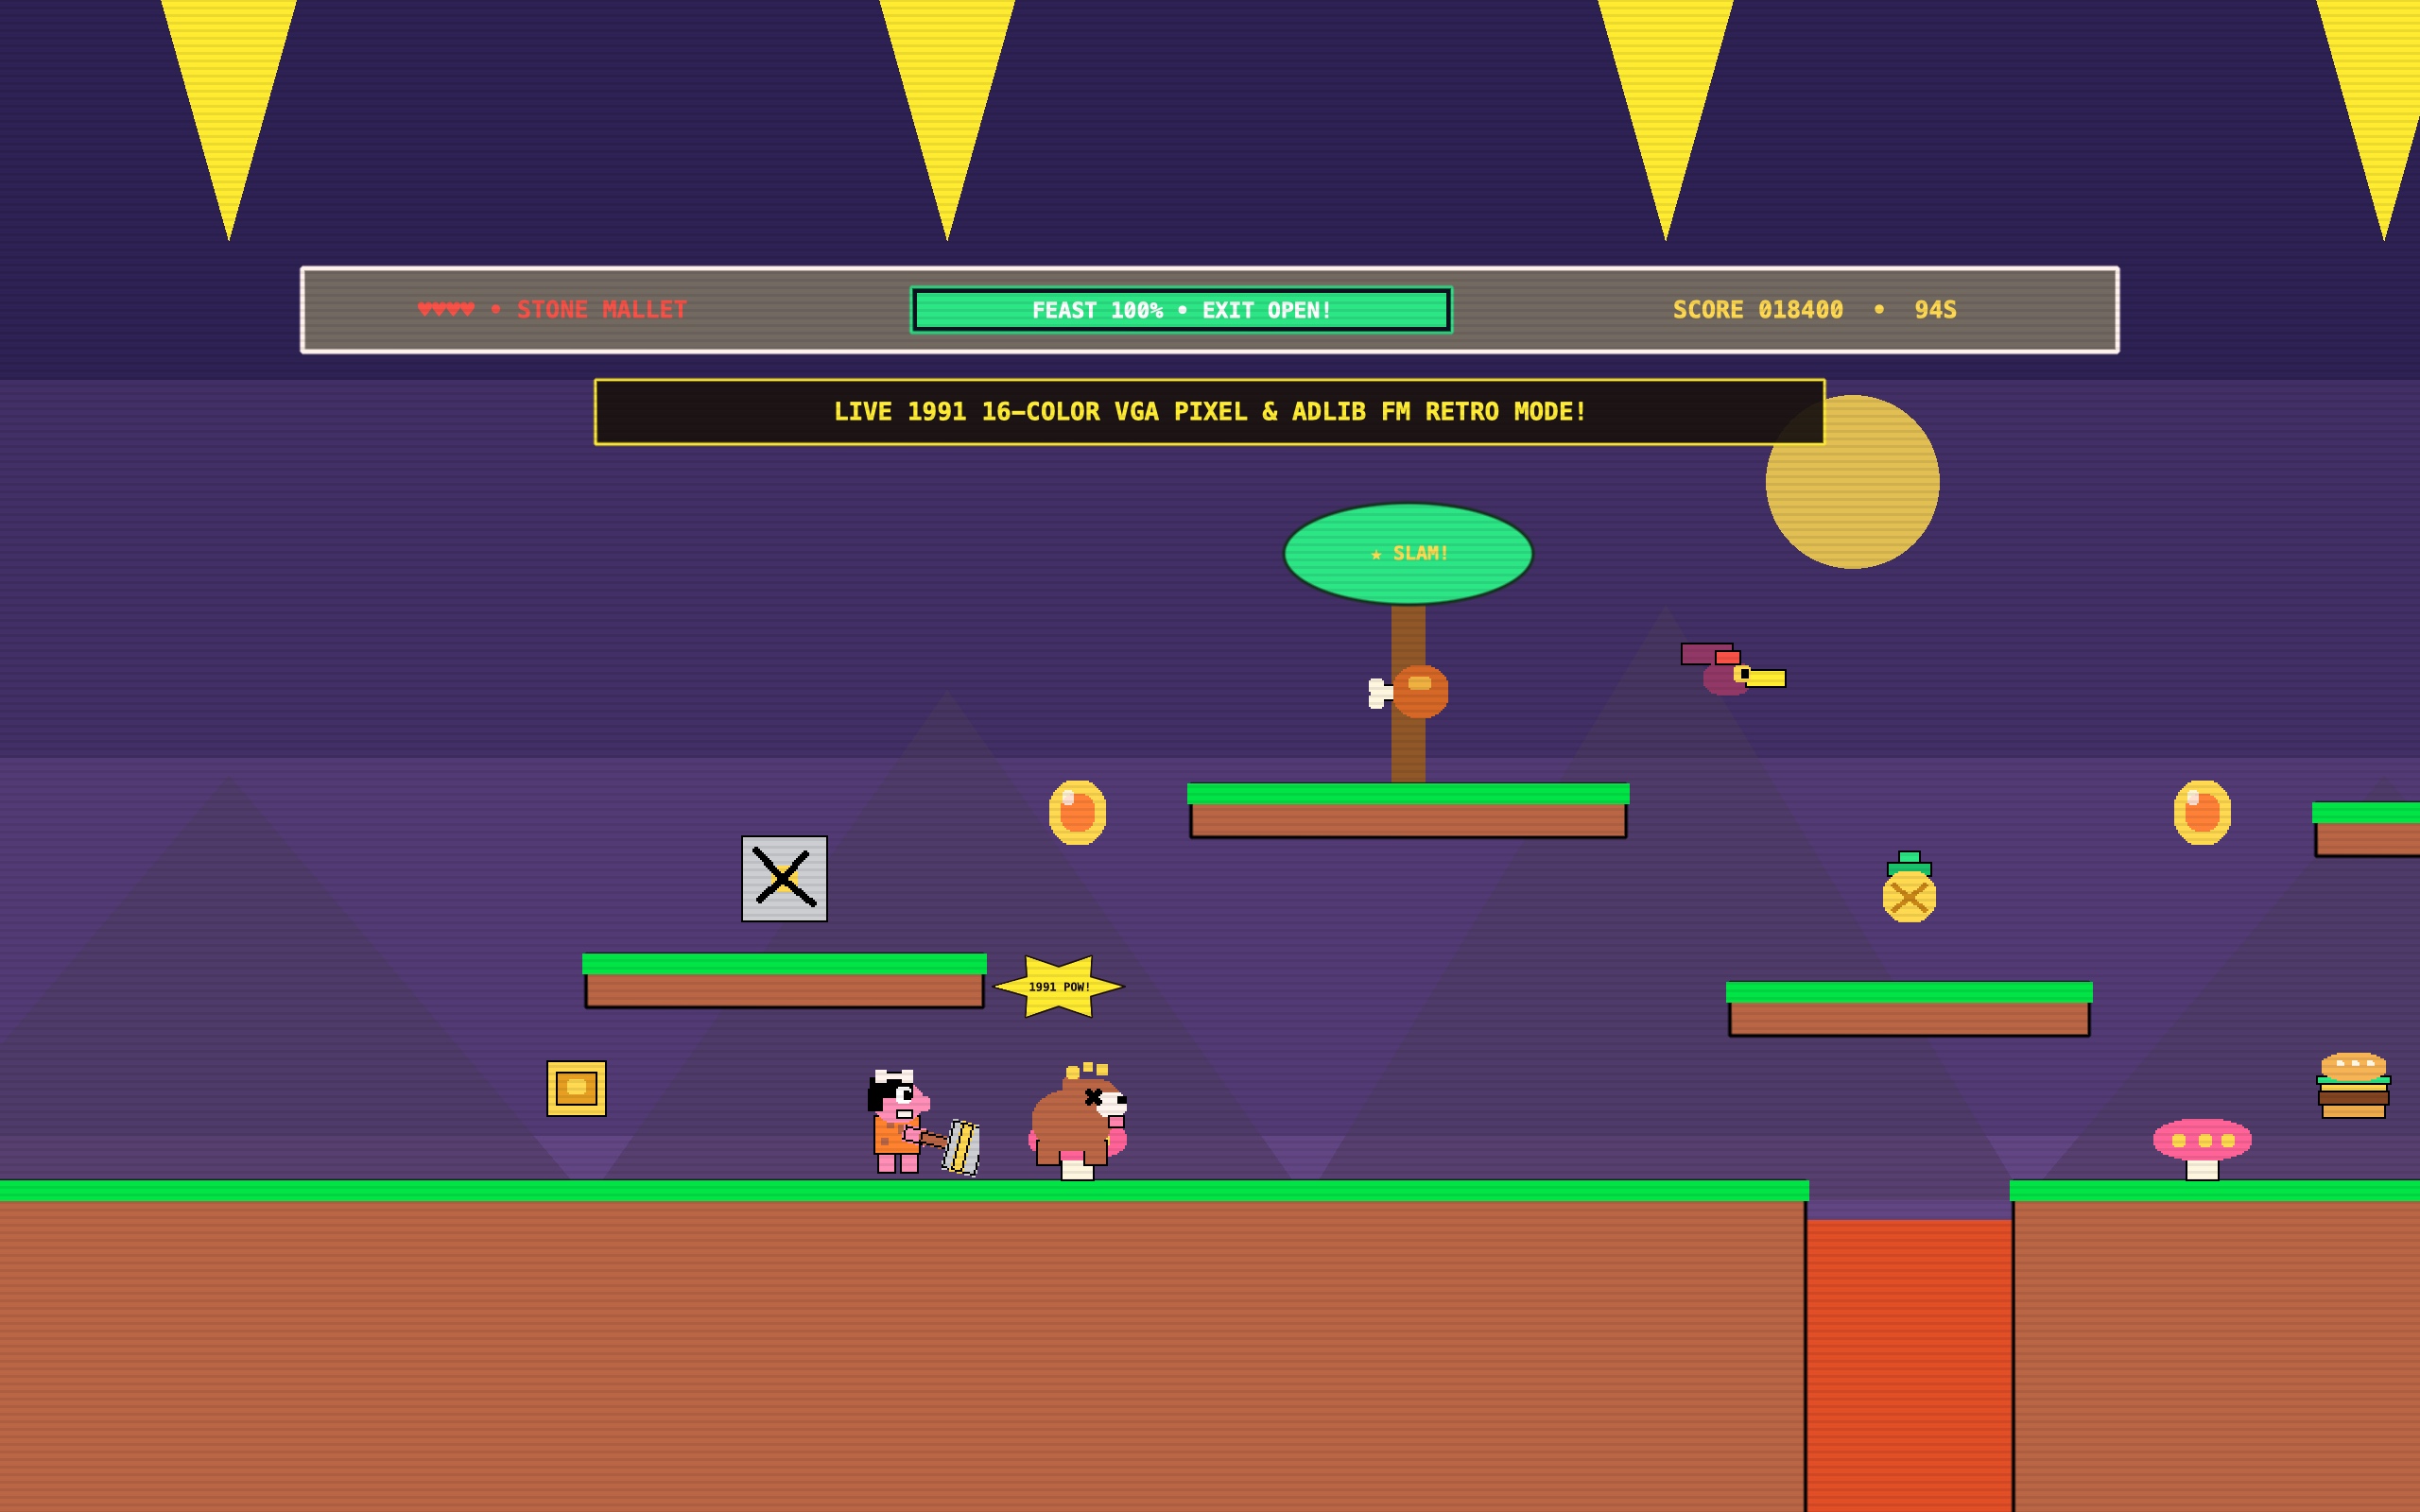 ♥♥♥♥ • STONE MALLET
FEAST 100% • EXIT OPEN!
SCORE 018400 • 94S
LIVE 1991 16-COLOR VGA PIXEL & ADLIB FM RETRO MODE!
★ SLAM!
1991 POW!